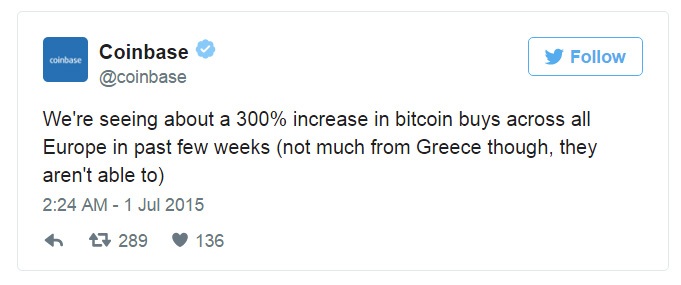 coinbase
Coinbase
@coinbase
Follow
We're seeing about a 300% increase in bitcoin buys across all
Europe in past few weeks (not much from Greece though, they
aren't able to)
2:24 AM - 1 Jul 2015
289 136